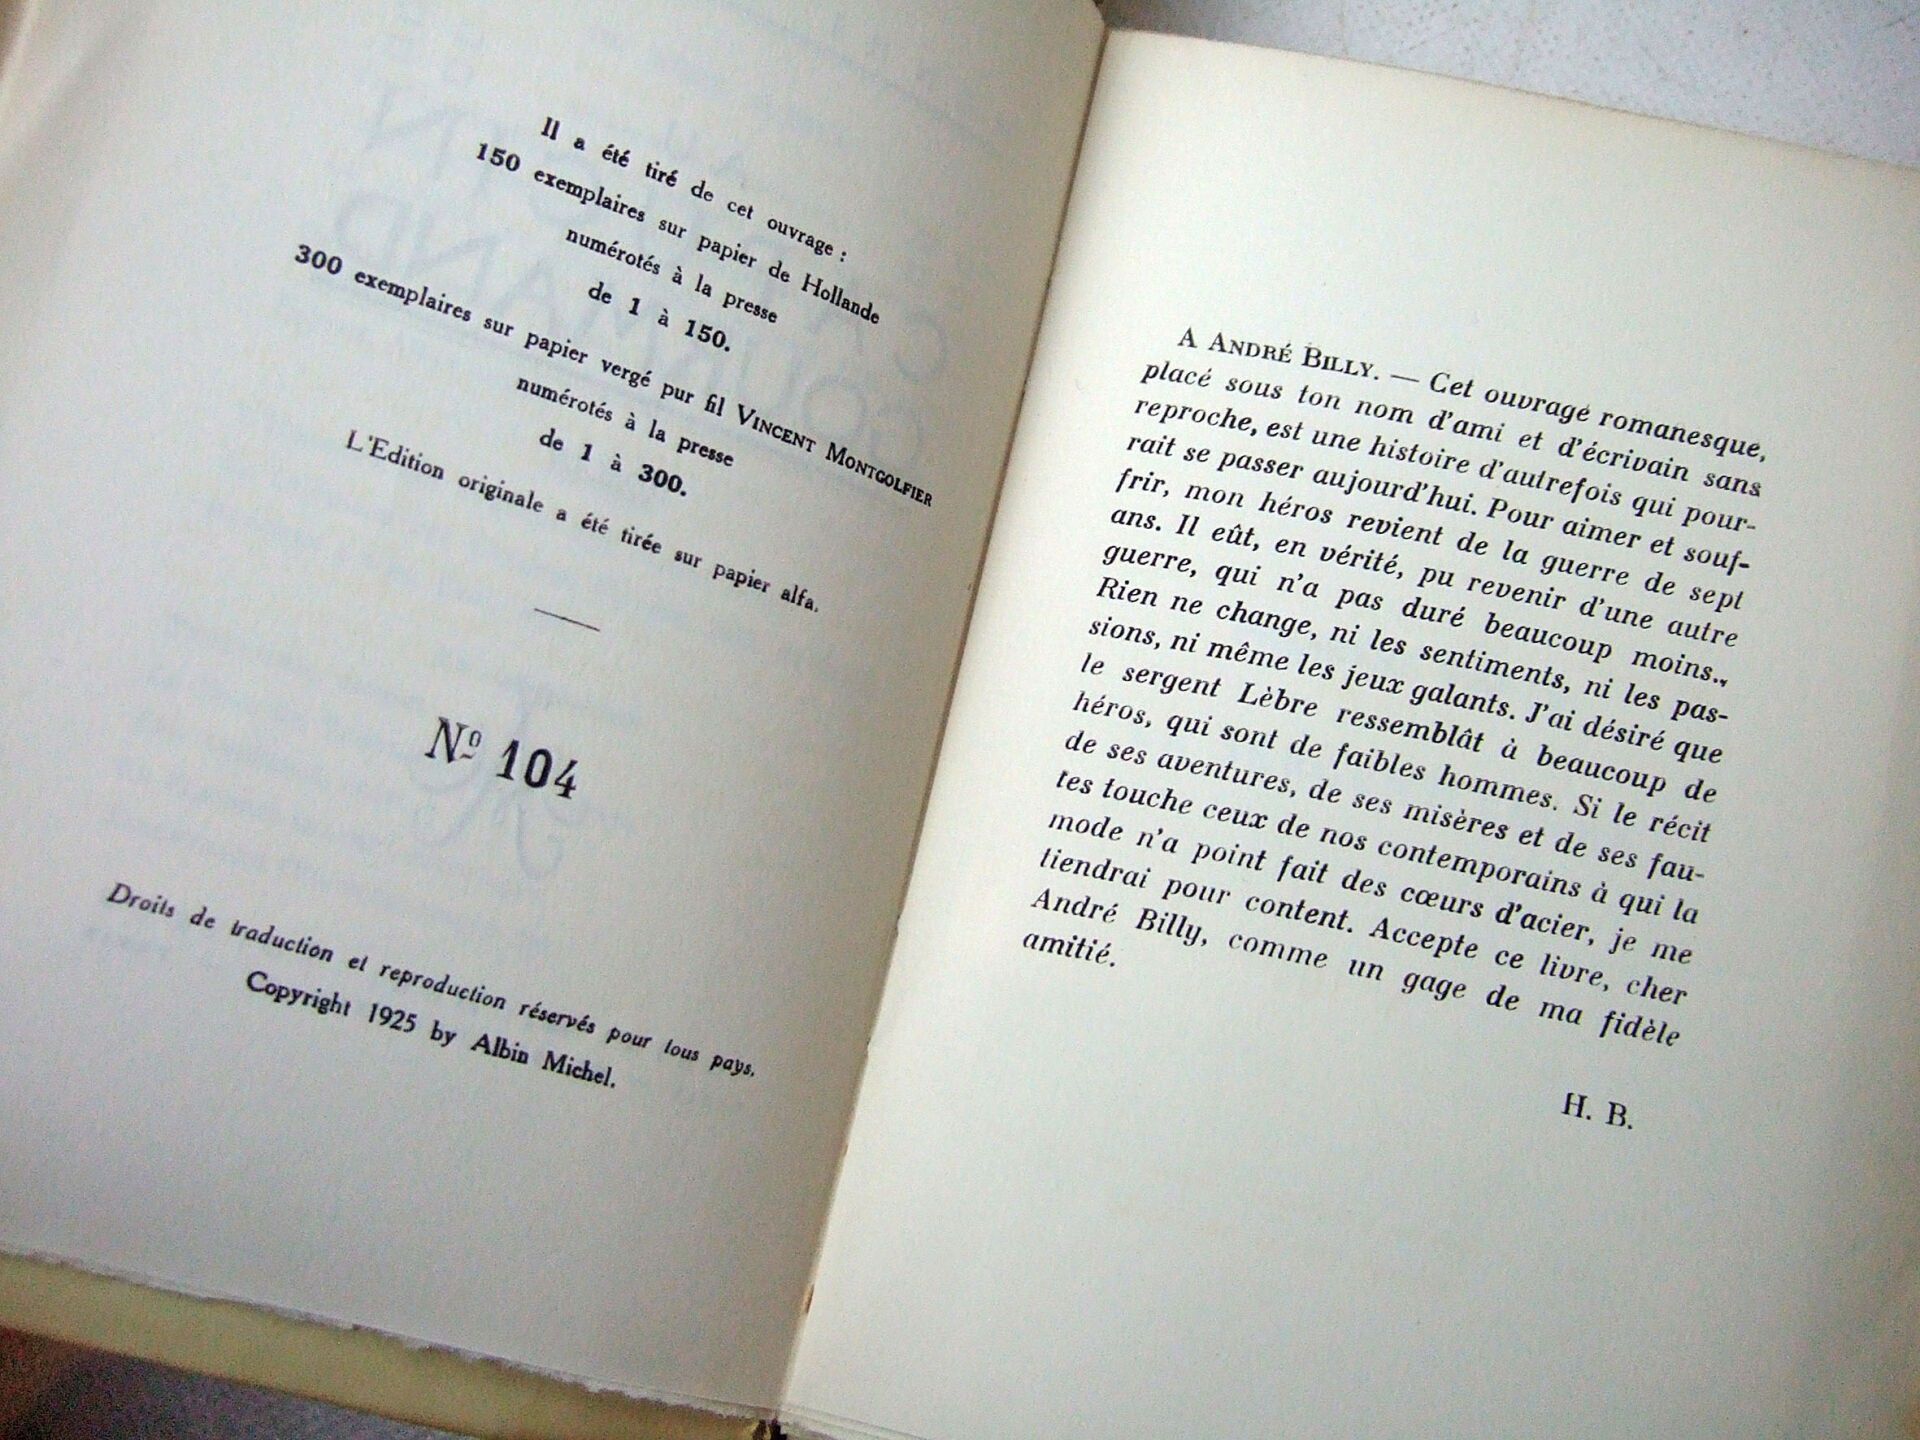 Il a été tiré de cet ouvrage :
150 exemplaires sur papier de Hollande
numérotés à la presse
de 1 à 150.
300 exemplaires sur papier vergé pur fil VINCENT MONTGOLFIER
numérotés à la presse
de 1 à 300.
L'Edition originale a été tirée sur papier alfa.
Nº 104
Droits de traduction et reproduction réservés pour tous pays.
Copyright 1925 by Albin Michel.
A ANDRÉ BILLY. — Cet ouvrage romanesque,
placé sous ton nom d'ami et d'écrivain sans
reproche, est une histoire d'autrefois qui pour-
rait se passer aujourd'hui. Pour aimer et souf-
frir, mon héros revient de la guerre de sept
ans. Il eût, en vérité, pu revenir d'une autre
guerre, qui n'a pas duré beaucoup moins..
Rien ne change, ni les sentiments, ni les pas-
sions, ni même les jeux galants. J'ai désiré que
le sergent Lèbre ressemblât à beaucoup de
héros, qui sont de faibles hommes. Si le récit
de ses aventures, de ses misères et de ses fau-
tes touche ceux de nos contemporains à qui la
mode n'a point fait des cœurs d'acier, je me
tiendrai pour content. Accepte ce livre, cher
André Billy, comme un gage de ma fidèle
amitié.
H. B.